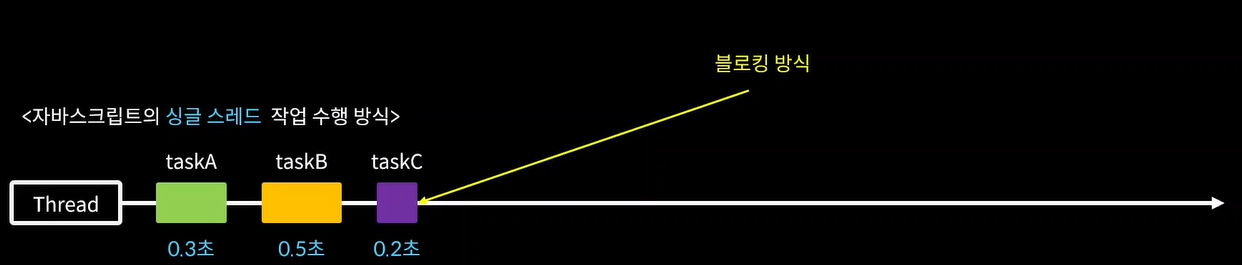 블로킹 방식
<자바스크립트의 싱글 스레드 작업 수행 방식>
taskA taskB taskC
Thread
0.3초 0.5초 0.2초